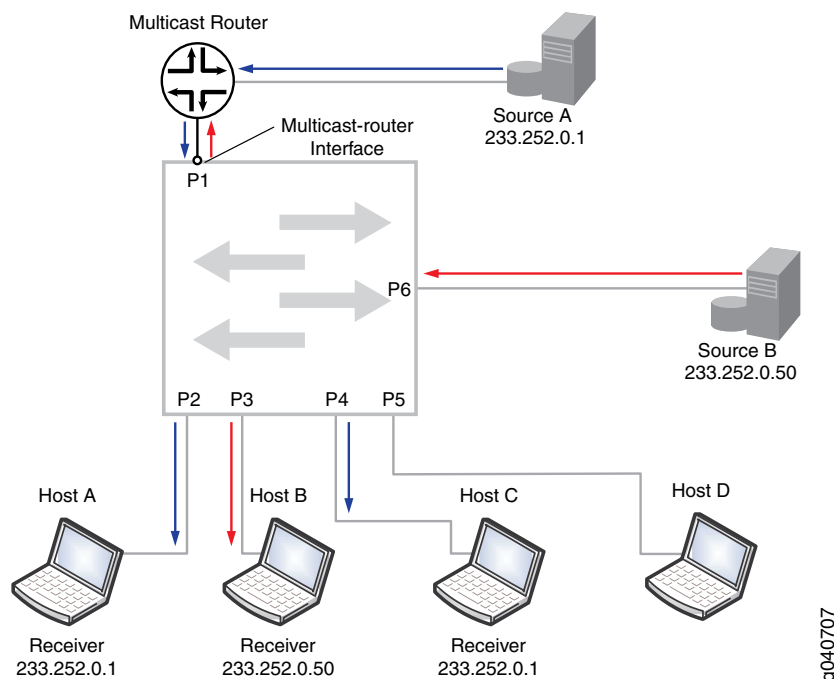 Multicast Router
Source A
233.252.0.1
Multicast-router
Interface
P1
P6
Source B
233.252.0.50
P2
P3
P4
P5
Host A
Host B
Host C
Host D
Receiver
233.252.0.1
Receiver
233.252.0.50
Receiver
233.252.0.1
g040707